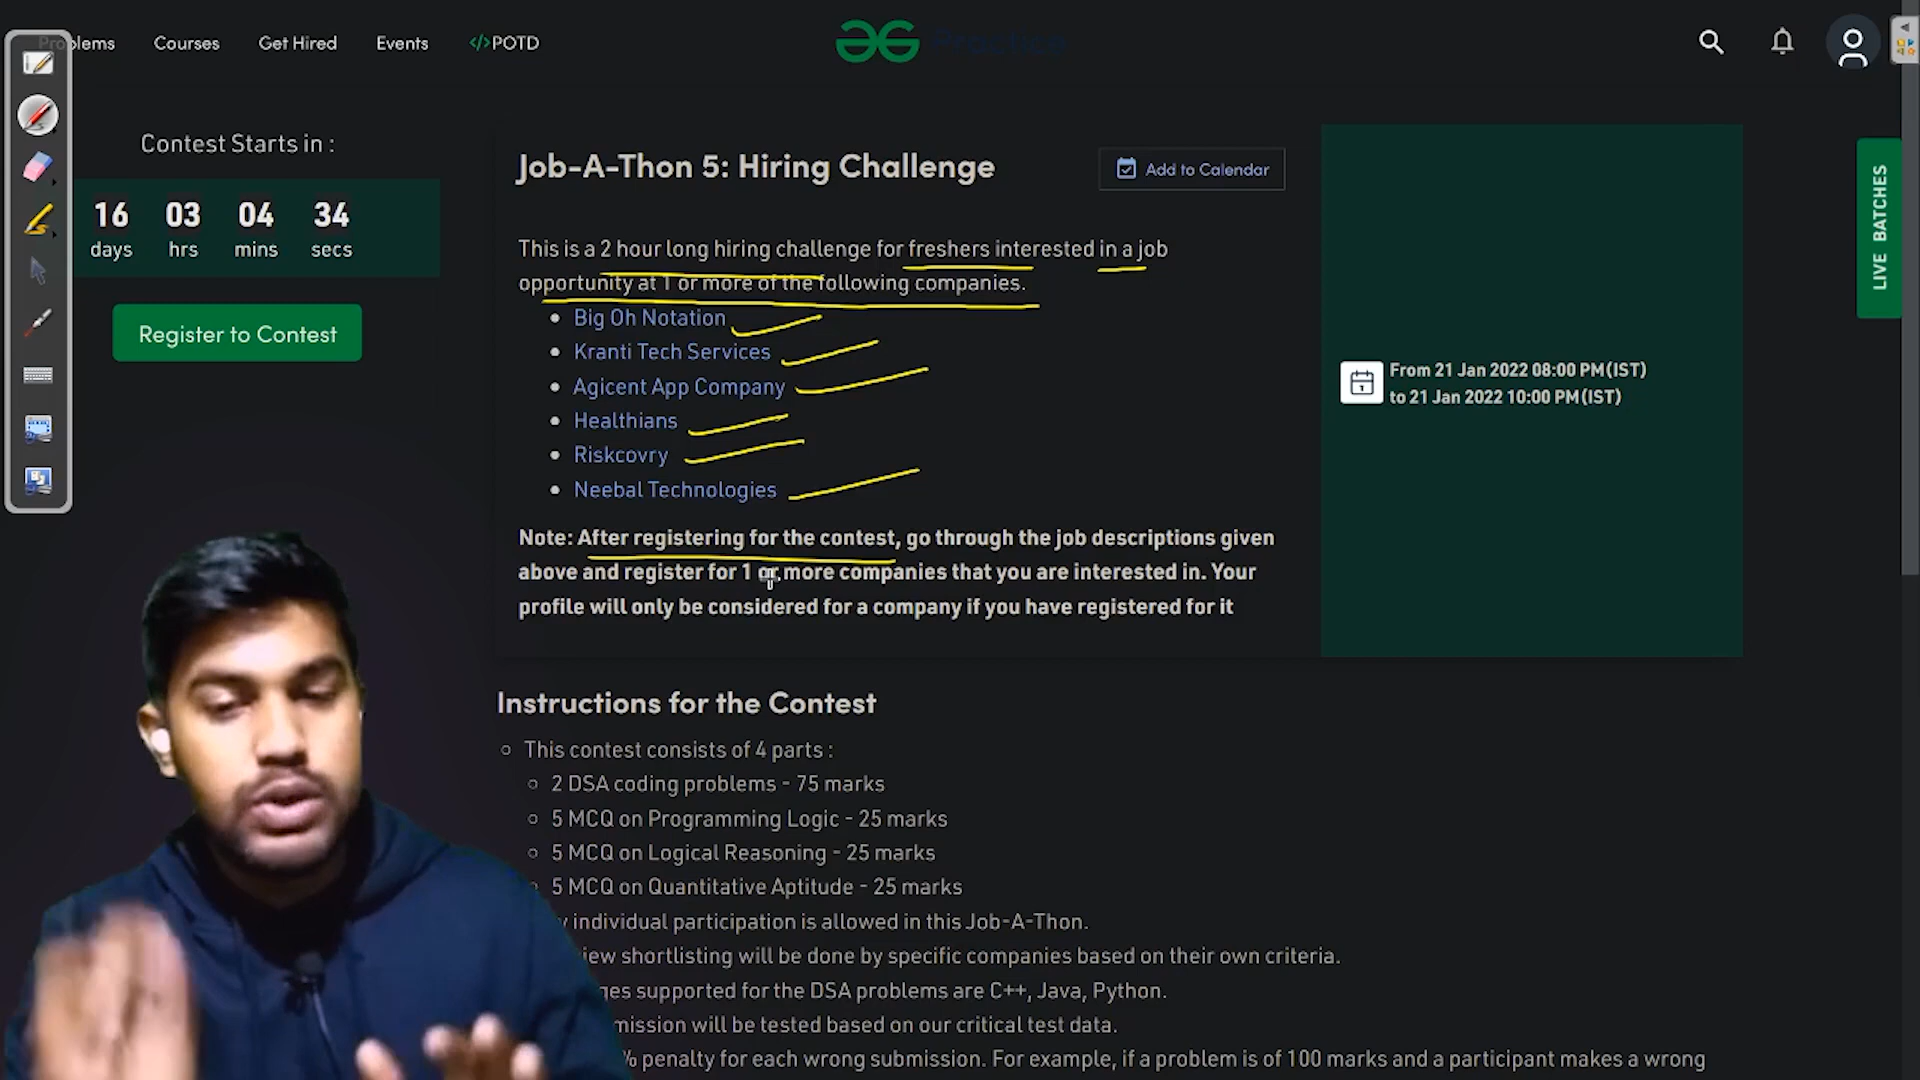 Problems Courses Get Hired Events </>POTD
Practice
Contest Starts in :
16 03 04 34
days hrs mins secs
Register to Contest
Job-A-Thon 5: Hiring Challenge
Add to Calendar
This is a 2 hour long hiring challenge for freshers interested in a job
opportunity at 1 or more of the following companies.
Big Oh Notation
Kranti Tech Services
Agicent App Company
Healthians
Riskcovry
Neebal Technologies
Note: After registering for the contest, go through the job descriptions given
above and register for 1 or more companies that you are interested in. Your
profile will only be considered for a company if you have registered for it
From 21 Jan 2022 08:00 PM(IST)
to 21 Jan 2022 10:00 PM(IST)
LIVE BATCHES
Instructions for the Contest
This contest consists of 4 parts :
2 DSA coding problems - 75 marks
5 MCQ on Programming Logic - 25 marks
5 MCQ on Logical Reasoning - 25 marks
5 MCQ on Quantitative Aptitude - 25 marks
individual participation is allowed in this Job-A-Thon.
shortlisting will be done by specific companies based on their own criteria.
supported for the DSA problems are C++, Java, Python.
will be tested based on our critical test data.
% penalty for each wrong submission. For example, if a problem is of 100 marks and a participant makes a wrong